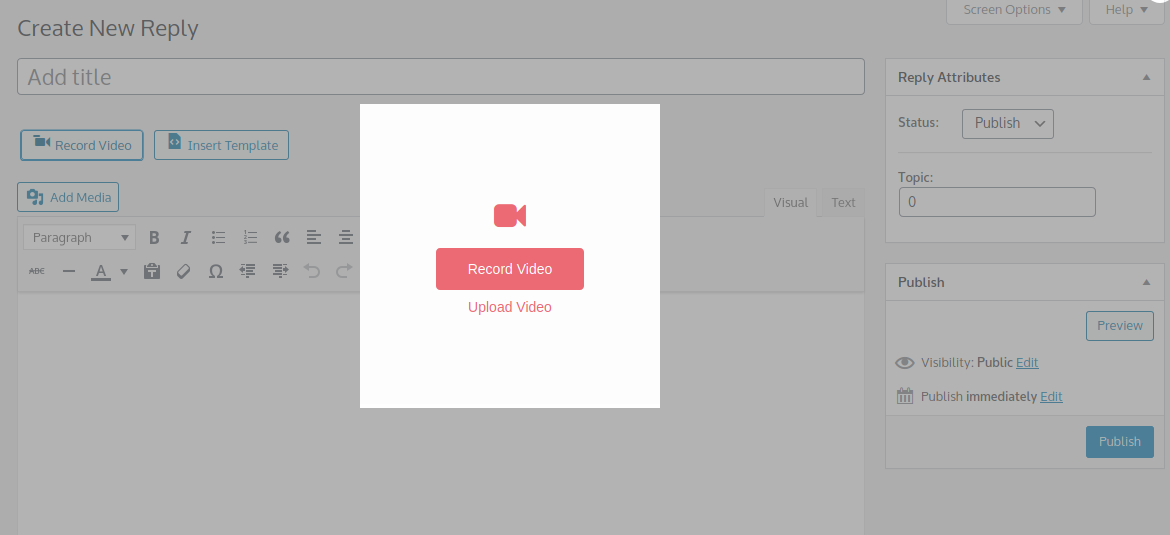 Create New Reply
Screen Options
Help
Add title
Record Video
Insert Template
Add Media
Visual
Text
Paragraph
B
I
ABC
A
Ω
Record Video
Upload Video
Reply Attributes
Status:
Publish
Topic:
0
Publish
Preview
Visibility: Public Edit
Publish immediately Edit
Publish